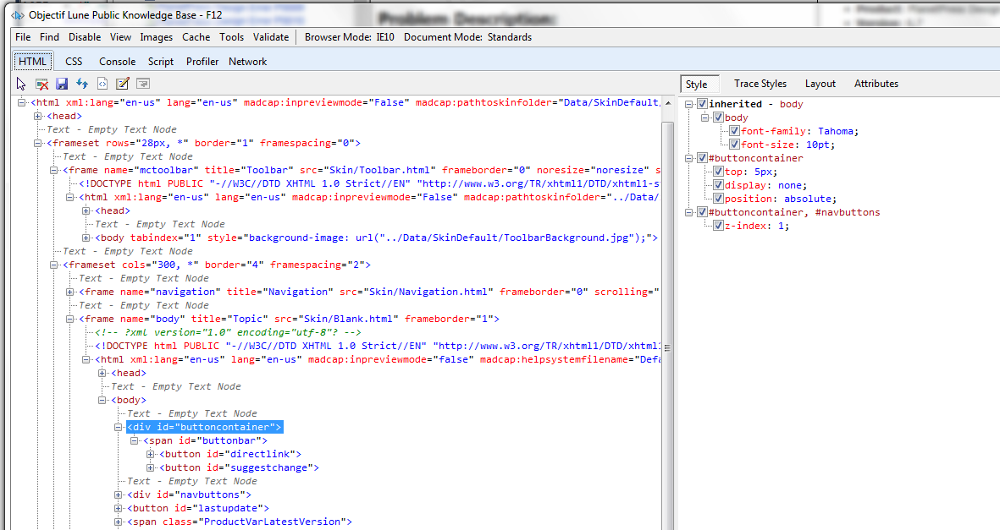 Objectif Lune Public Knowledge Base - F12
Problem Description:
File Find Disable View Images Cache Tools Validate Browser Mode: IE10 Document Mode: Standards
HTML CSS Console Script Profiler Network
Style Trace Styles Layout Attributes
<html xml:lang="en-us" lang="en-us" madcap:inpreviewmode="False" madcap:pathtoskinfolder="Data/SkinDefault/
<head>
Text - Empty Text Node
<frameset rows="28px, *" border="1" framespacing="0">
Text - Empty Text Node
<frame name="mctoolbar" title="Toolbar" src="Skin/Toolbar.html" frameborder="0" noresize="noresize" s
<!DOCTYPE html PUBLIC "-//W3C//DTD XHTML 1.0 Strict//EN" "http://www.w3.org/TR/xhtml1/DTD/xhtml1-s
<html xml:lang="en-us" lang="en-us" madcap:inpreviewmode="False" madcap:pathtoskinfolder="../Data/
<head>
Text - Empty Text Node
<body tabindex="1" style="background-image: url("../Data/SkinDefault/ToolbarBackground.jpg");">
Text - Empty Text Node
<frameset cols="300, *" border="4" framespacing="2">
Text - Empty Text Node
<frame name="navigation" title="Navigation" src="Skin/Navigation.html" frameborder="0" scrolling="
Text - Empty Text Node
<frame name="body" title="Topic" src="Skin/Blank.html" frameborder="1">
<!-- ?xml version="1.0" encoding="utf-8"? -->
<!DOCTYPE html PUBLIC "-//W3C//DTD XHTML 1.0 Strict//EN" "http://www.w3.org/TR/xhtml1/DTD/xhtml1
<html xml:lang="en-us" lang="en-us" madcap:inpreviewmode="false" madcap:helpsystemfilename="Defa
<head>
Text - Empty Text Node
<body>
Text - Empty Text Node
<div id="buttoncontainer">
<span id="buttonbar">
<button id="directlink">
<button id="suggestchange">
Text - Empty Text Node
<div id="navbuttons">
<button id="lastupdate">
<span class="ProductVarLatestVersion">
inherited - body
body
font-family: Tahoma;
font-size: 10pt;
#buttoncontainer
top: 5px;
display: none;
position: absolute;
#buttoncontainer, #navbuttons
z-index: 1;